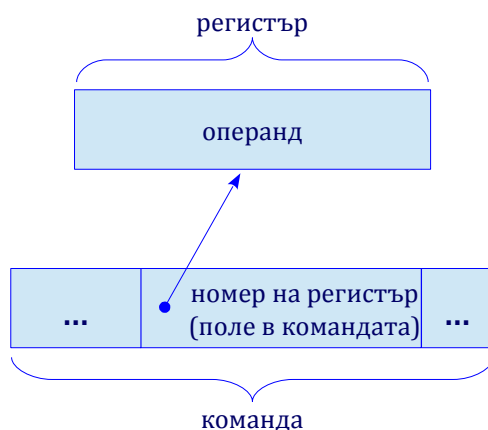 регистър
операнд
... номер на регистър ...
(поле в командата)
команда